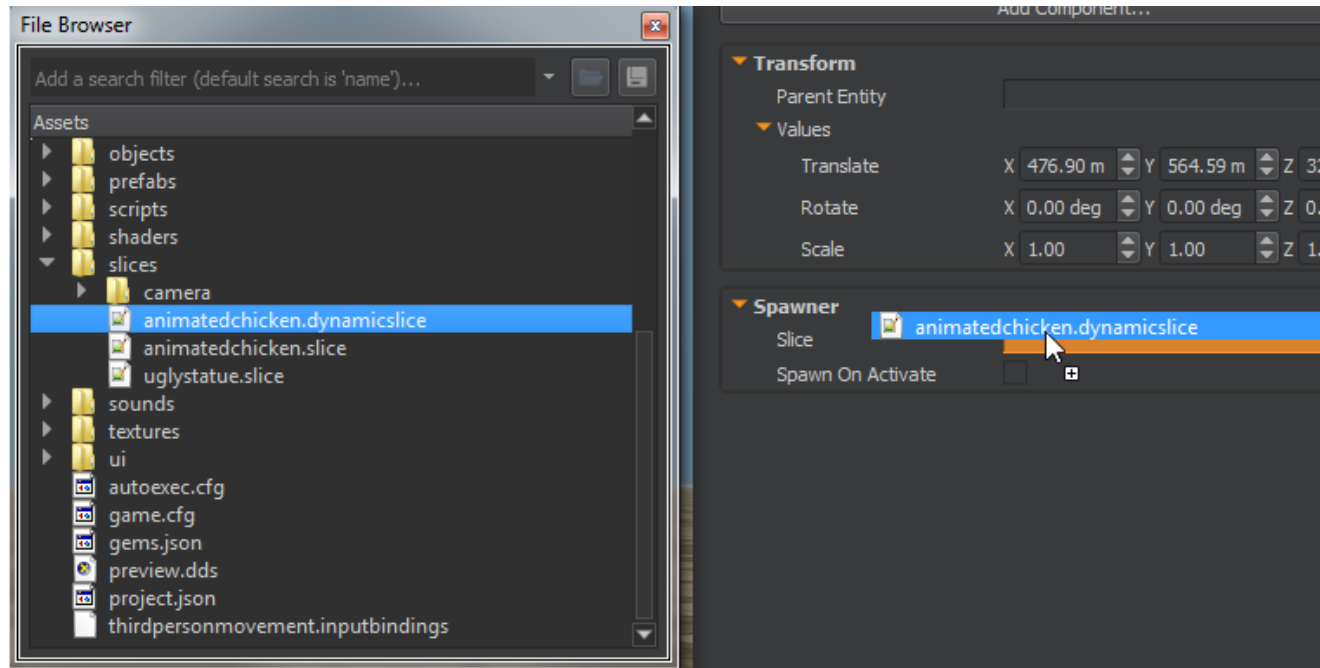 File Browser
Add a search filter (default search is 'name')...
Assets
objects
prefabs
scripts
shaders
slices
camera
animatedchicken.dynamicslice
animatedchicken.slice
uglystatue.slice
sounds
textures
ui
autoexec.cfg
game.cfg
gems.json
preview.dds
project.json
thirdpersonmovement.inputbindings
Add Component...
Transform
Parent Entity
Values
Translate X 476.90 m Y 564.59 m Z
Rotate X 0.00 deg Y 0.00 deg Z
Scale X 1.00 Y 1.00 Z
Spawner
animatedchicken.dynamicslice
Slice
Spawn On Activate